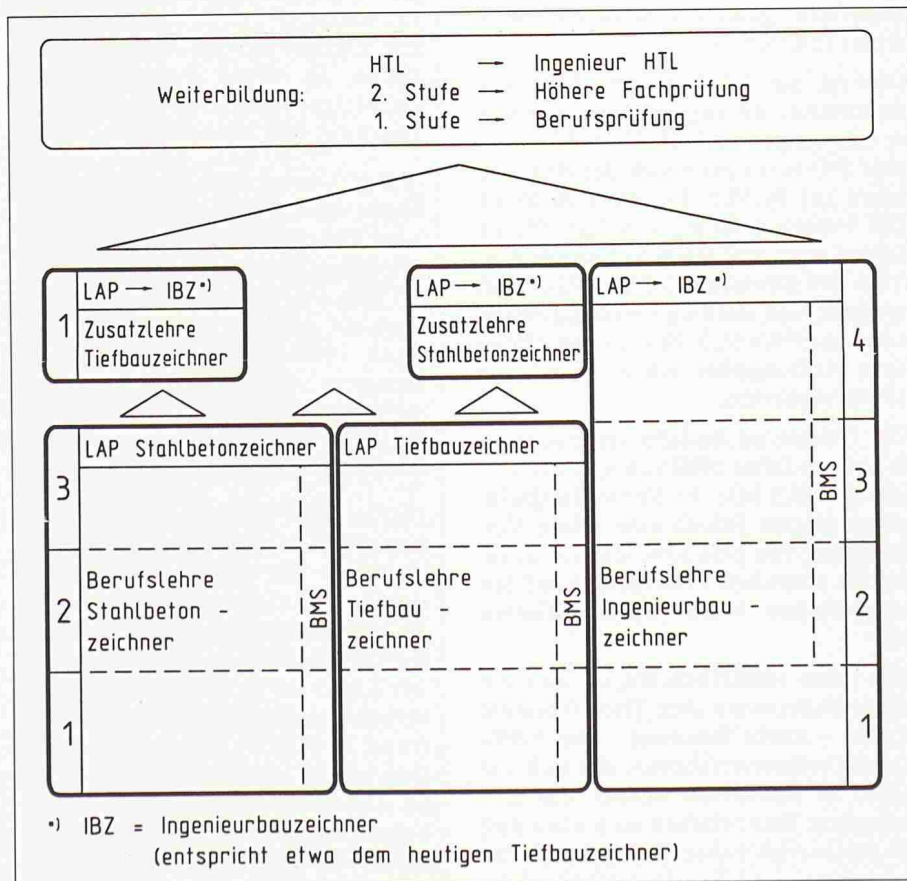 HTL → Ingenieur HTL
Weiterbildung: 2. Stufe → Höhere Fachprüfung
1. Stufe → Berufsprüfung
1
LAP → IBZ*)
Zusatzlehre
Tiefbauzeichner
LAP → IBZ*)
Zusatzlehre
Stahlbetonzeichner
LAP → IBZ*)
4
3
2
1
BMS
Berufslehre
Ingenieurbau -
zeichner
3
2
1
LAP Stahlbetonzeichner
Berufslehre
Stahlbeton -
zeichner
BMS
LAP Tiefbauzeichner
Berufslehre
Tiefbau -
zeichner
BMS
*) IBZ = Ingenieurbauzeichner
(entspricht etwa dem heutigen Tiefbauzeichner)